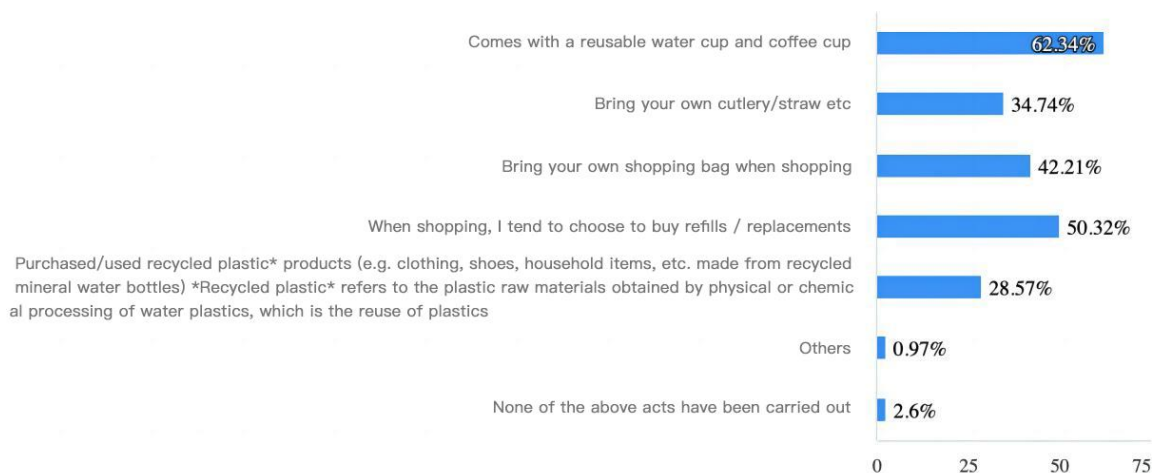 Comes with a reusable water cup and coffee cup
62.34%
Bring your own cutlery/straw etc
34.74%
Bring your own shopping bag when shopping
42.21%
When shopping, I tend to choose to buy refills / replacements
50.32%
Purchased/used recycled plastic* products (e.g. clothing, shoes, household items, etc. made from recycled
mineral water bottles) *Recycled plastic* refers to the plastic raw materials obtained by physical or chemic
al processing of water plastics, which is the reuse of plastics
28.57%
Others
0.97%
None of the above acts have been carried out
2.6%
0 25 50 75